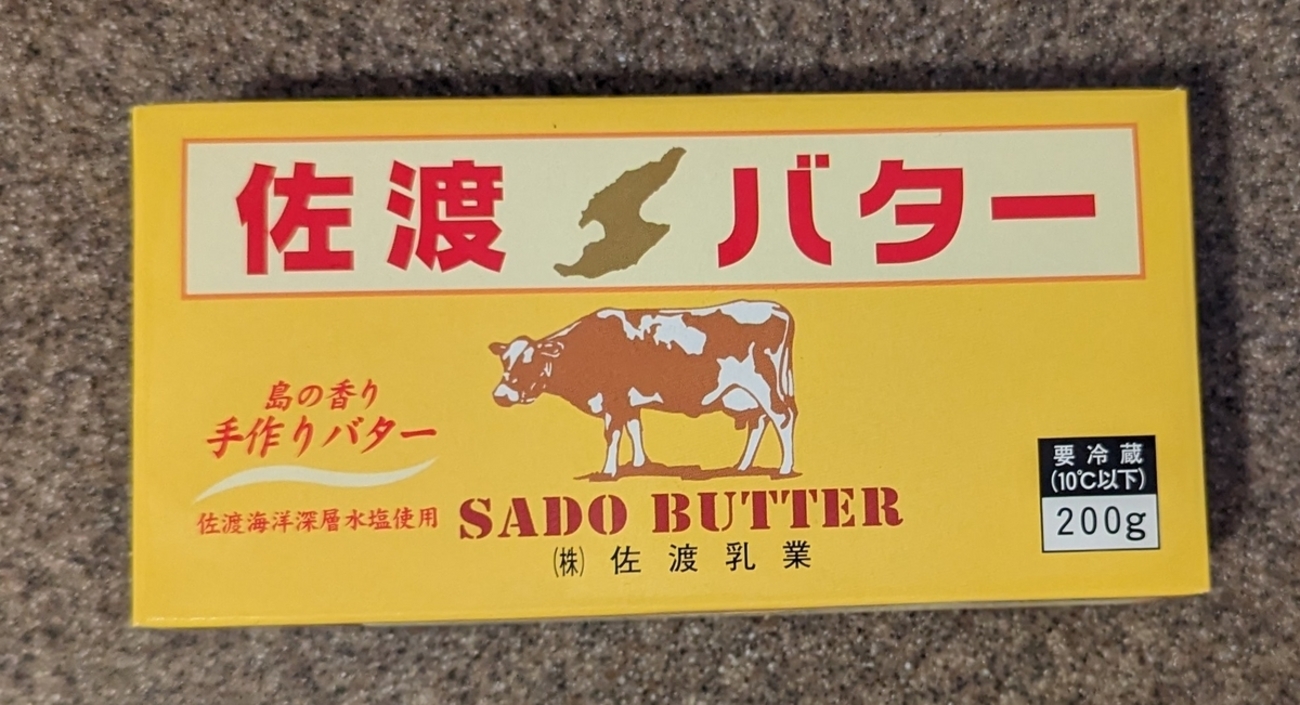 佐渡 バター
島の香り
手作りバター
佐渡海洋深層水塩使用
SADO BUTTER
(株) 佐渡乳業
要冷蔵
(10℃以下)
200g